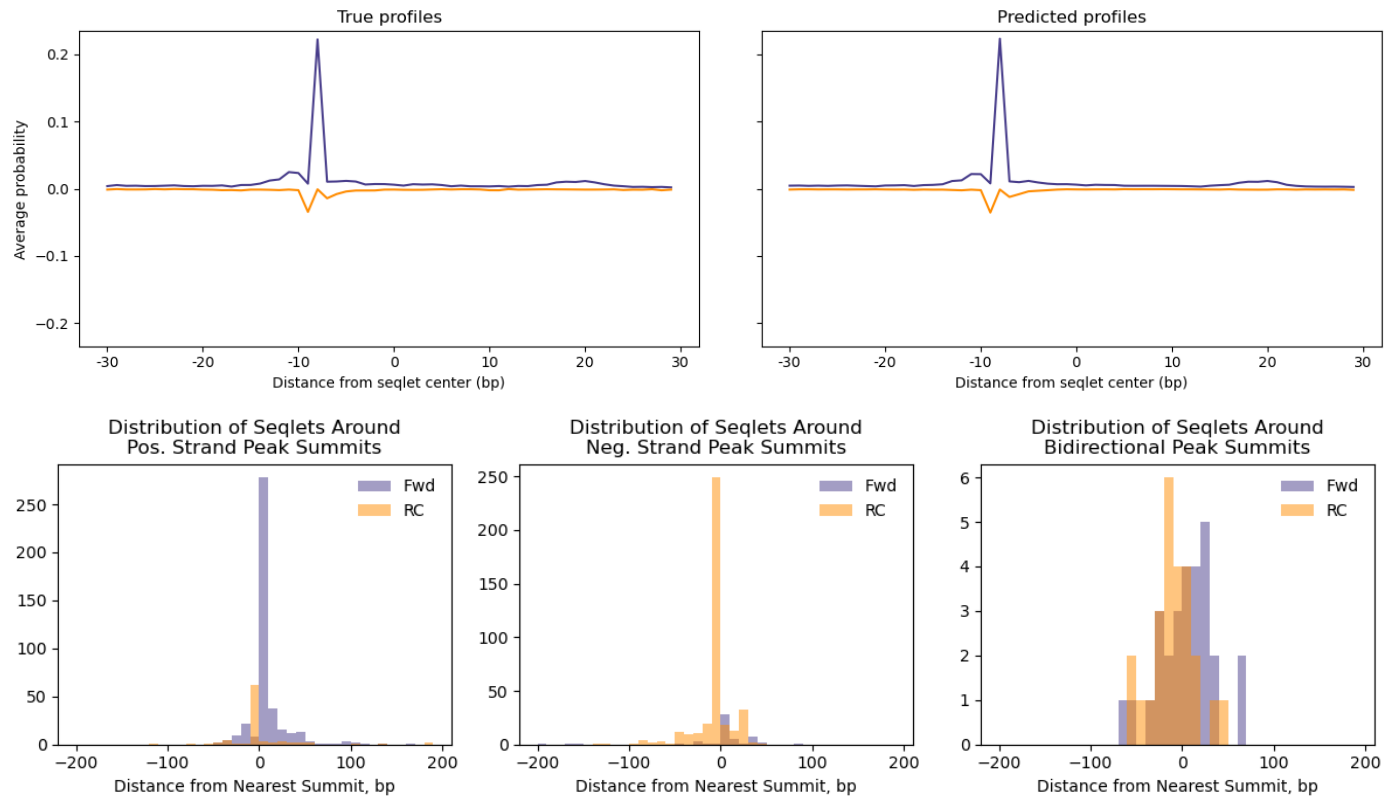 True profiles
Predicted profiles
Average probability
0.2
0.1
0.0
−0.1
−0.2
-30 -20 -10 0 10 20 30
Distance from seqlet center (bp)
-30 -20 -10 0 10 20 30
Distance from seqlet center (bp)
Distribution of Seqlets Around
Pos. Strand Peak Summits
Fwd
RC
250
200
150
100
50
0
−200 −100 0 100 200
Distance from Nearest Summit, bp
Distribution of Seqlets Around
Neg. Strand Peak Summits
Fwd
RC
250
200
150
100
50
0
−200 −100 0 100 200
Distance from Nearest Summit, bp
Distribution of Seqlets Around
Bidirectional Peak Summits
Fwd
RC
6
5
4
3
2
1
0
−200 −100 0 100 200
Distance from Nearest Summit, bp